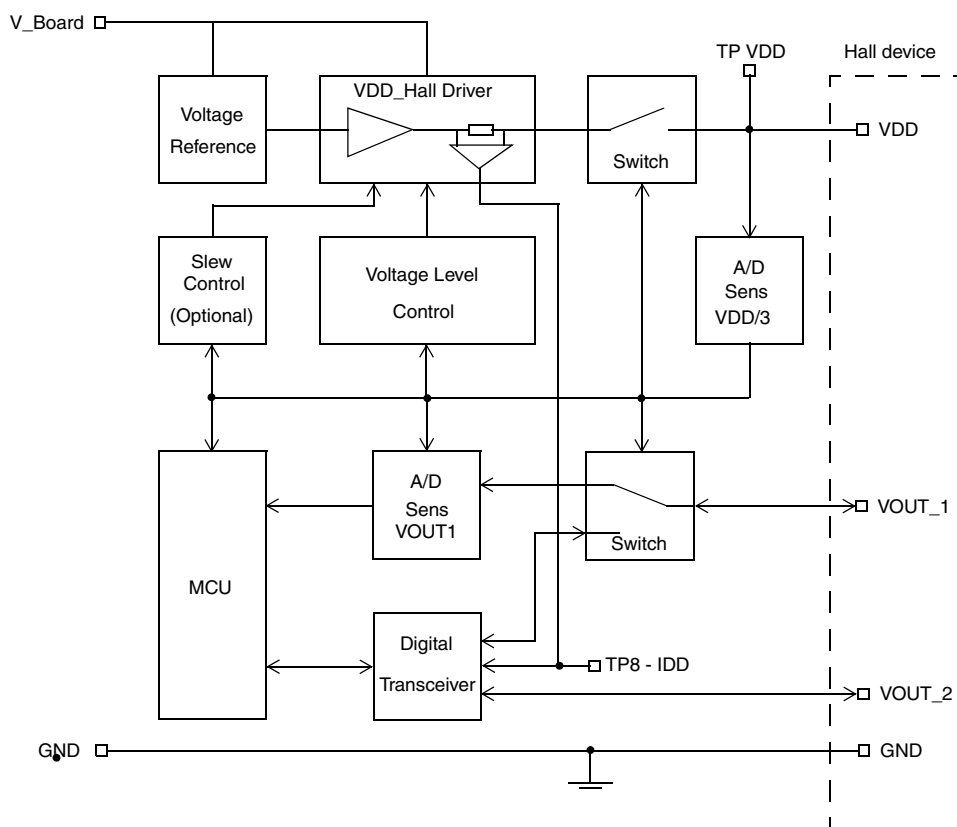 V_Board
TP VDD
Hall device
Voltage
Reference
VDD_Hall Driver
Switch
VDD
Slew
Control
(Optional)
Voltage Level
Control
A/D
Sens
VDD/3
MCU
A/D
Sens
VOUT1
Switch
VOUT_1
Digital
Transceiver
TP8 - IDD
VOUT_2
GND
GND